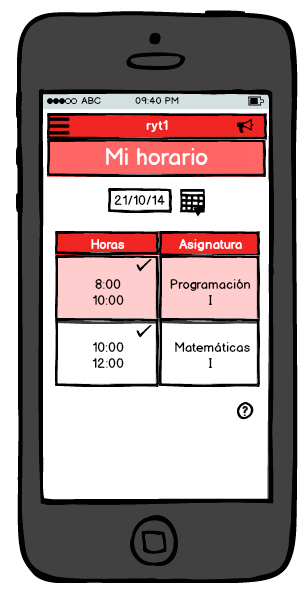 ABC 09:40 PM
ryt1
Mi horario
21/10/14
Horas Asignatura
8:00
10:00
Programación
I
10:00
12:00
Matemáticas
I
?